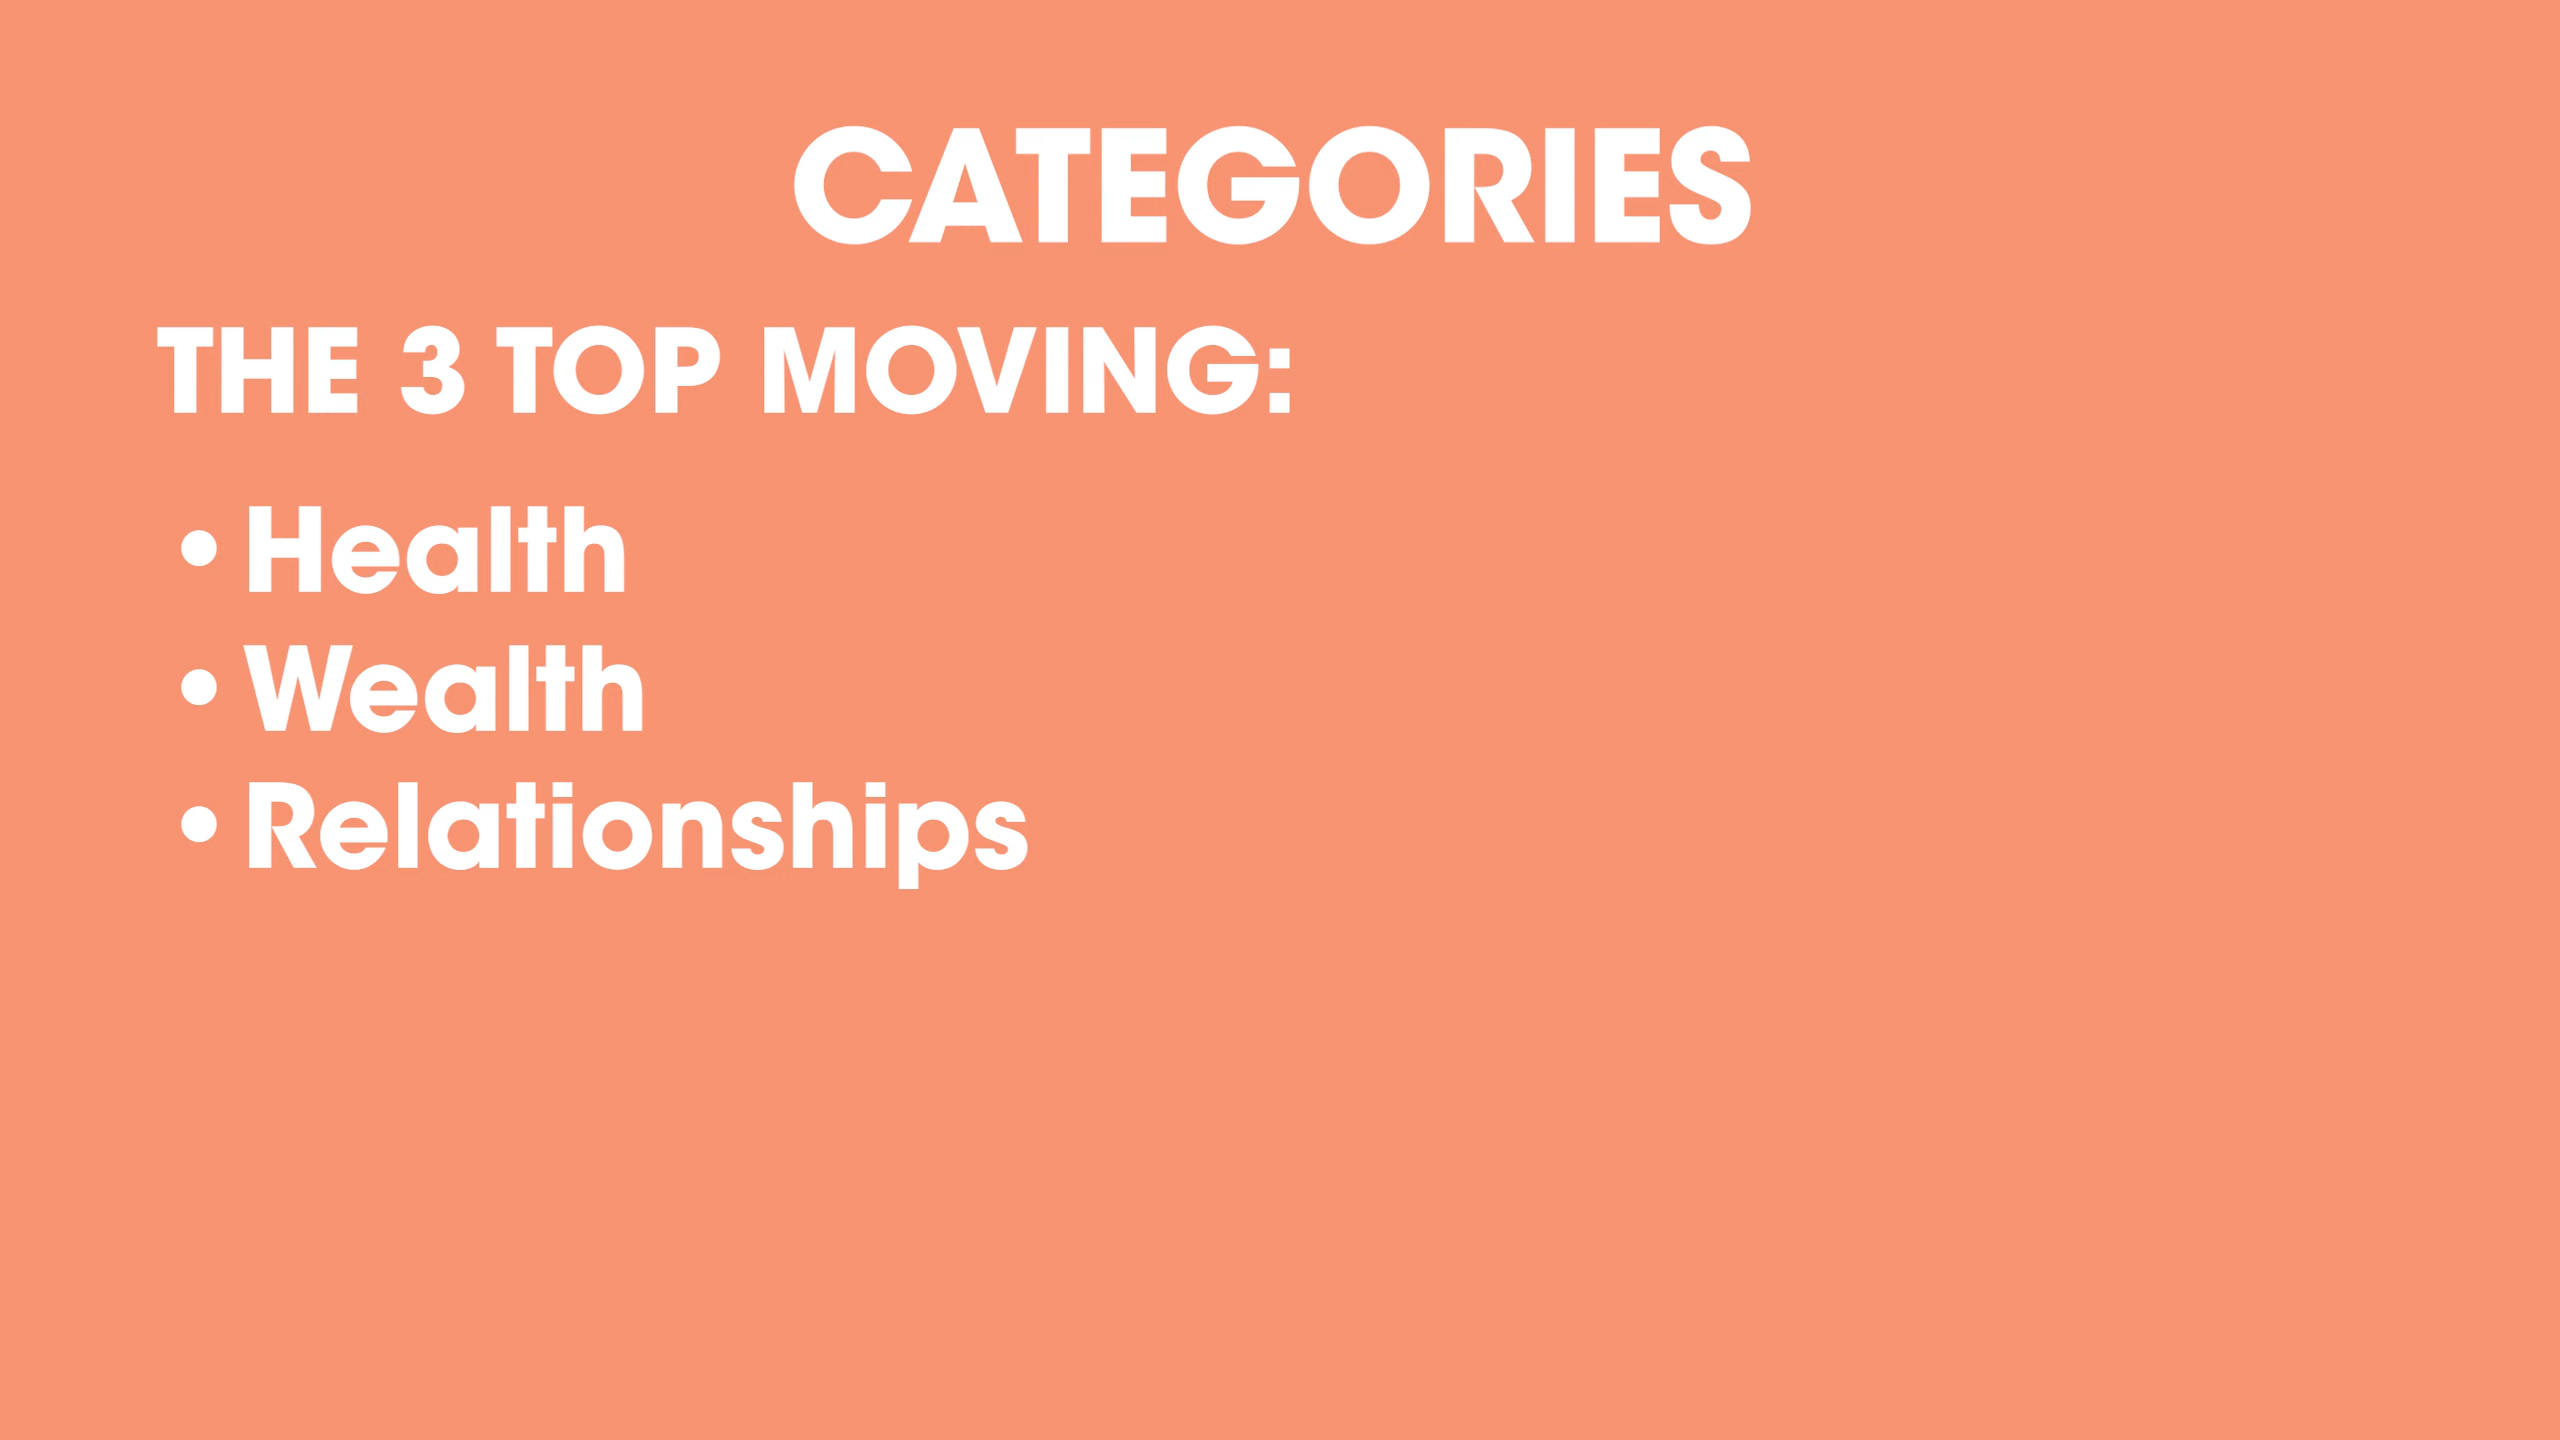 CATEGORIES
THE 3 TOP MOVING:
• Health
• Wealth
• Relationships